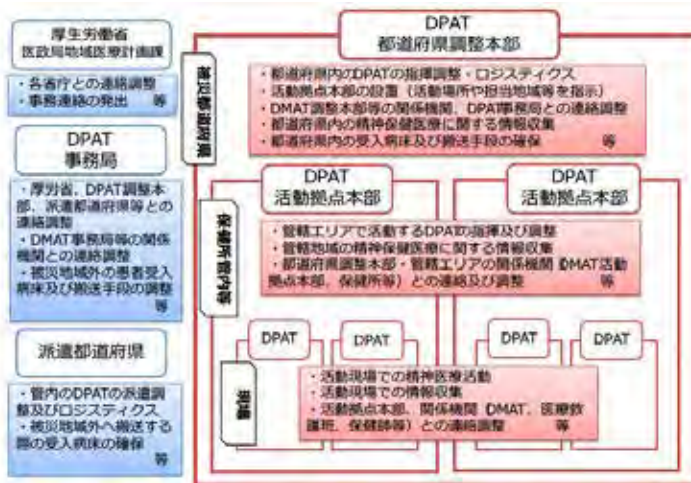 厚生労働省
医政局地域医療計画課
・各省庁との連絡調整
・事務連絡の発出　等
DPAT
事務局
・厚労省、DPAT調整本
部、派遣都道府県等との
連絡調整
・DMAT事務局等の関係
機関との連絡調整
・被災地域外の患者受入
病床及び搬送手段の調整
等
派遣都道府県
・管内のDPATの派遣調
整及びロジスティクス
・被災地域外へ搬送する
際の受入病床の確保
等
被災都道府県
DPAT
都道府県調整本部
・都道府県内のDPATの指揮調整・ロジスティクス
・活動拠点本部の設置（活動場所や担当地域等を指示）
・DMAT調整本部等の関係機関、DPAT事務局との連絡調整
・都道府県内の精神保健医療に関する情報収集
・都道府県内の受入病床及び搬送手段の確保　等
保健所管内等
DPAT
活動拠点本部
DPAT
活動拠点本部
・管轄エリアで活動するDPATの指揮及び調整
・管轄地域の精神保健医療に関する情報収集
・都道府県調整本部・管轄エリアの関係機関（DMAT活動
拠点本部、保健所等）との連絡及び調整　等
現場
DPAT
DPAT
DPAT
DPAT
・活動現場での精神医療活動
・活動現場での情報収集
・活動拠点本部、関係機関（DMAT、医療救
護班、保健師等）との連絡調整　等